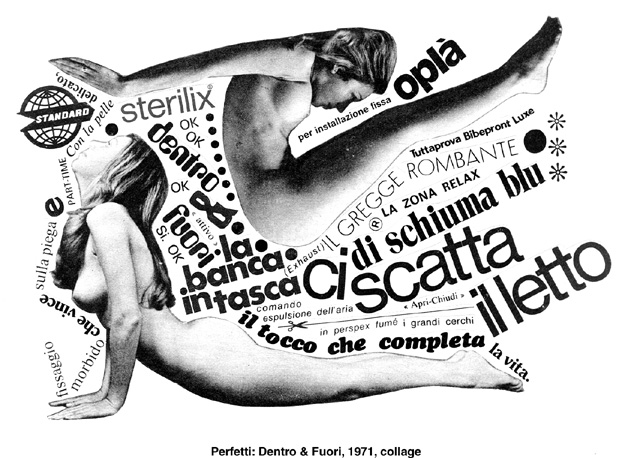 oplà
per installazione fissa
delicato,
Con la pelle
STANDARD
sterilix®
OK
OK
dentro
&
OK
fuori
« attivo »
SI. OK
PART-TIME
e
sulla piega
che vince
fissaggio
morbido
Tuttaprova Bibepront Luxe
IL GREGGE ROMBANTE
® LA ZONA RELAX
(Exhaust)
di schiuma blu
la.
banca.
in tasca
ci scatta
il letto
comando
espulsione dell'aria
« Apri-Chiudi »
in perspex fumé i grandi cerchi
il tocco che completa
la vita.
Perfetti: Dentro & Fuori, 1971, collage